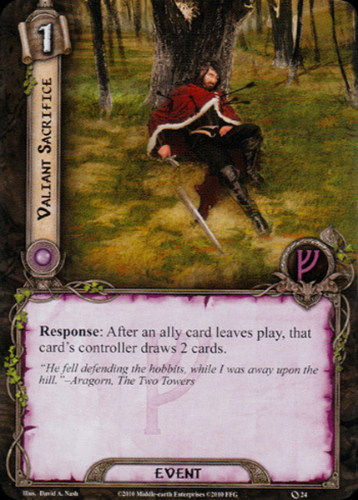 1
Valiant Sacrifice
Response: After an ally card leaves play, that
card's controller draws 2 cards.
"He fell defending the hobbits, while I was away upon the
hill."–Aragorn, The Two Towers
EVENT
Illus. David A. Nash ©2010 Middle-earth Enterprises ©2010 FFG 24